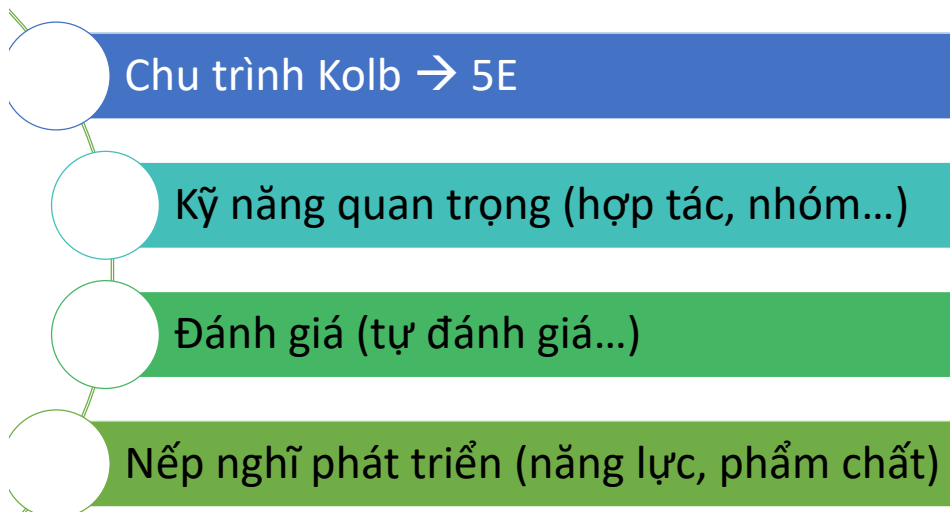 Chu trình Kolb → 5E
Kỹ năng quan trọng (hợp tác, nhóm…)
Đánh giá (tự đánh giá…)
Nếp nghĩ phát triển (năng lực, phẩm chất)